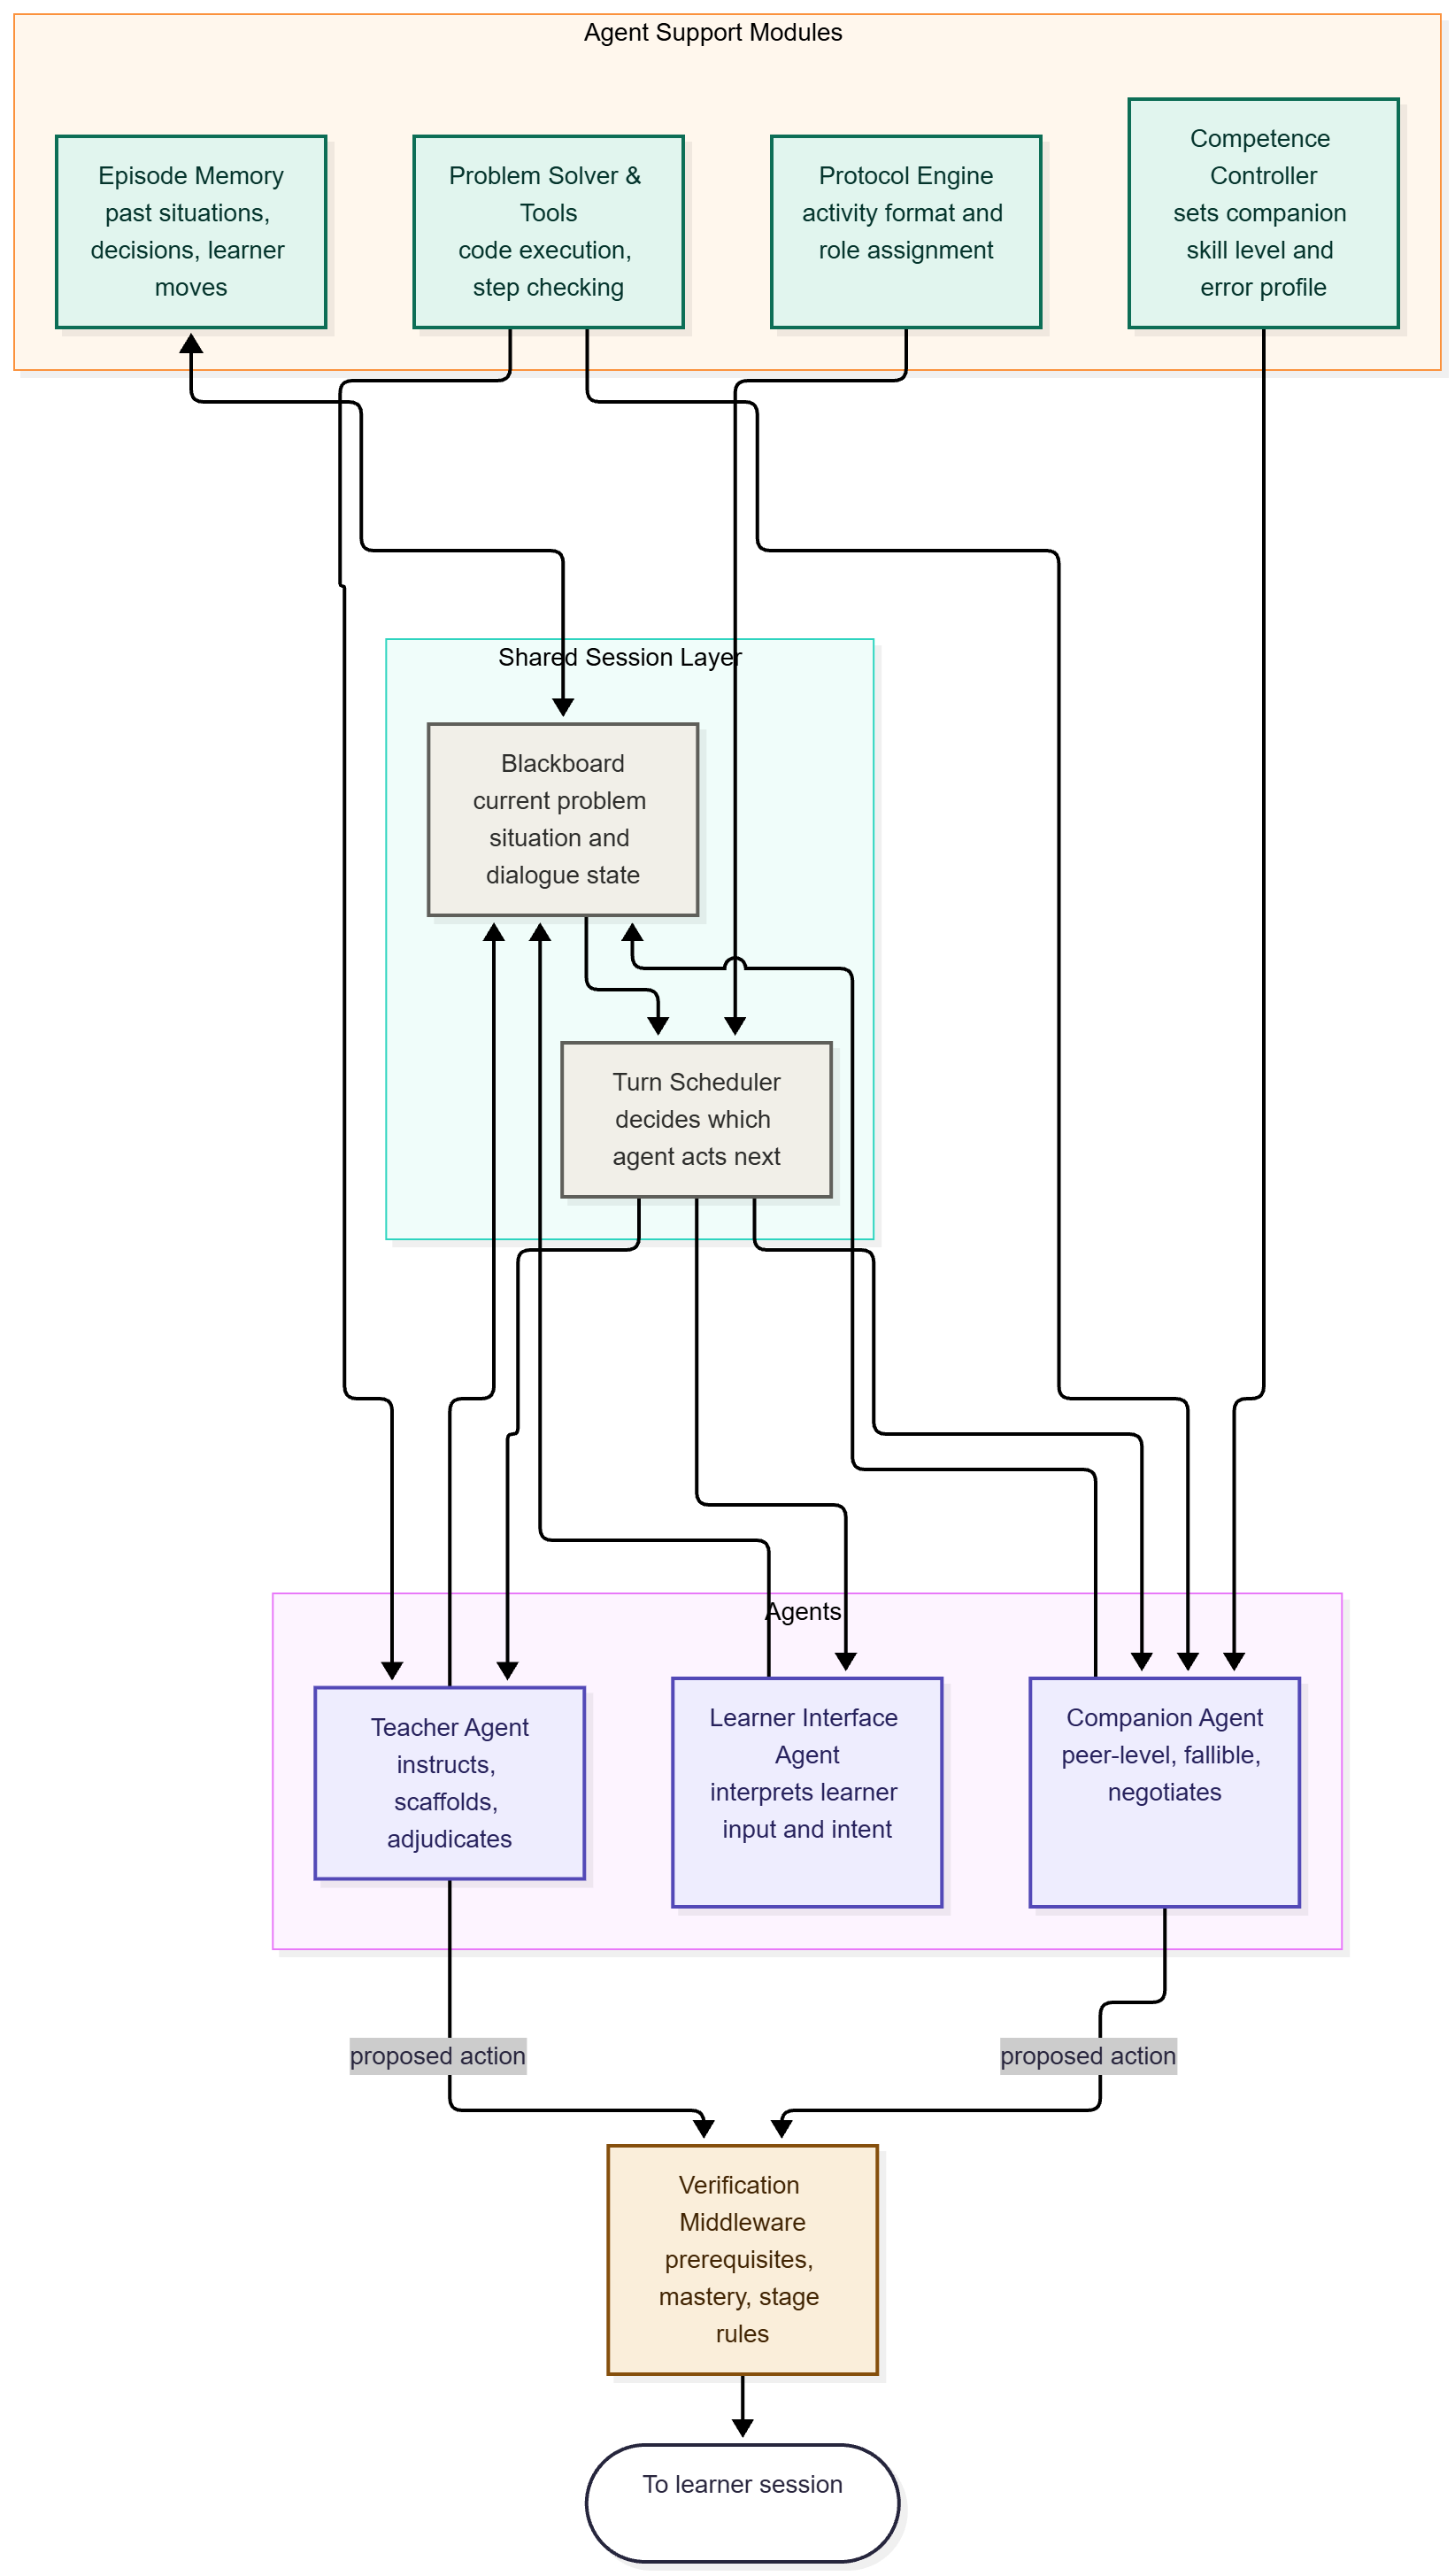 Agent Support Modules
Episode Memory
past situations,
decisions, learner
moves
Problem Solver &
Tools
code execution,
step checking
Protocol Engine
activity format and
role assignment
Competence
Controller
sets companion
skill level and
error profile
Shared Session Layer
Blackboard
current problem
situation and
dialogue state
Turn Scheduler
decides which
agent acts next
Agents
Teacher Agent
instructs,
scaffolds,
adjudicates
Learner Interface
Agent
interprets learner
input and intent
Companion Agent
peer-level, fallible,
negotiates
proposed action
proposed action
Verification
Middleware
prerequisites,
mastery, stage
rules
To learner session